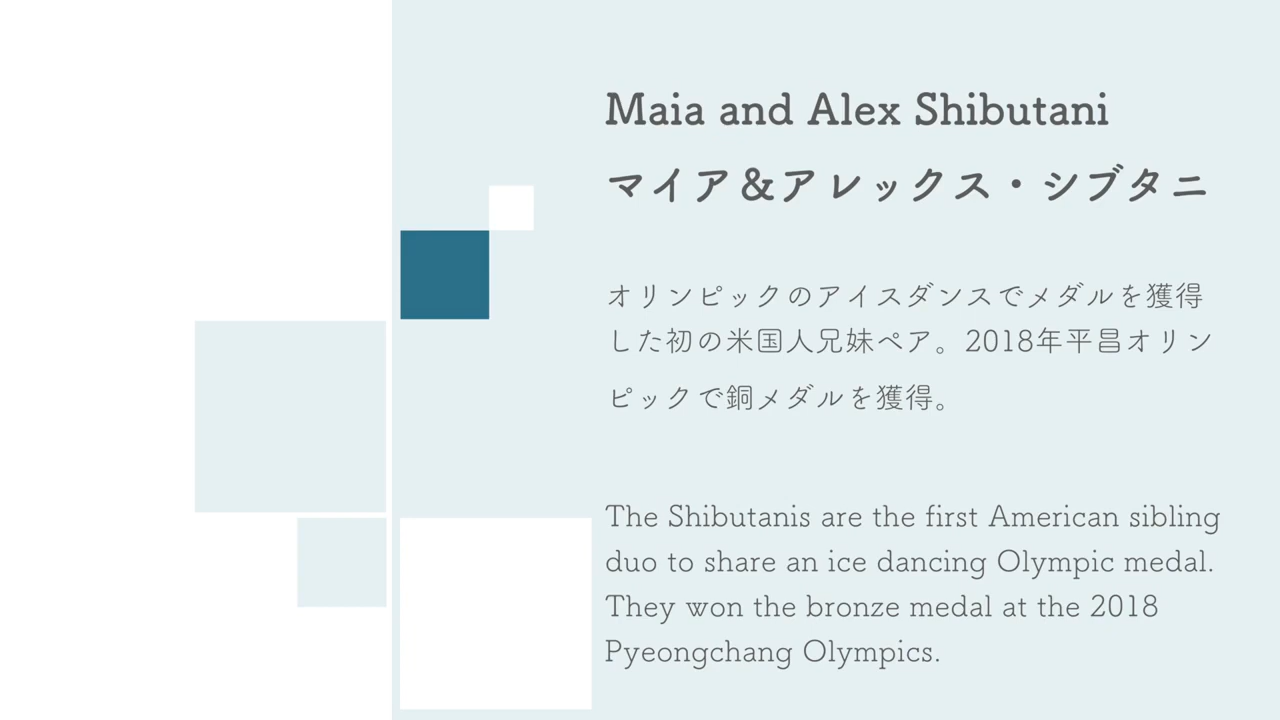 Maia and Alex Shibutani
マイア&アレックス・シブタニ
オリンピックのアイスダンスでメダルを獲得
した初の米国人兄妹ペア。2018年平昌オリン
ピックで銅メダルを獲得。
The Shibutanis are the first American sibling
duo to share an ice dancing Olympic medal.
They won the bronze medal at the 2018
Pyeongchang Olympics.